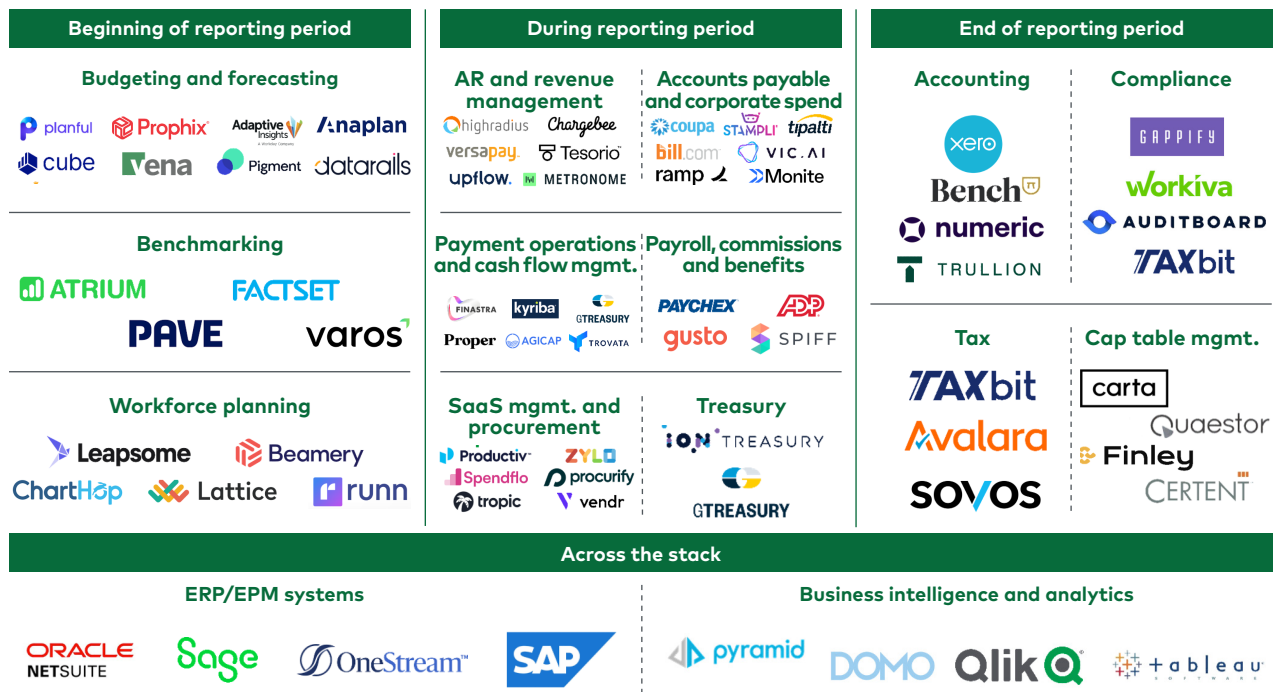 Beginning of reporting period
Budgeting and forecasting
planful
Prophix
Adaptive
Insights
A Workday Company
Anaplan
cube
Vena
Pigment
datarails
Benchmarking
ATRIUM
FACTSET
PAVE
varos
Workforce planning
Leapsome
Beamery
ChartHop
Lattice
runn
During reporting period
AR and revenue
management
highradius
Chargebee
versapay.
Tesorio
upflow.
METRONOME
Accounts payable
and corporate spend
coupa
STAMPLI
tipalti
bill.com
VIC.AI
ramp
Monite
Payment operations
and cash flow mgmt.
FINASTRA
kyriba
GTREASURY
Proper
AGICAP
TROVATA
Payroll, commissions
and benefits
PAYCHEX
ADP
gusto
SPIFF
SaaS mgmt. and
procurement
Productiv
ZYLO
Spendflo
procurify
tropic
vendr
Treasury
ION TREASURY
GTREASURY
End of reporting period
Accounting
xero
Bench
numeric
TRULLION
Compliance
GAPPIFY
workiva
AUDITBOARD
TAXbit
Tax
TAXbit
Avalara
SOVOS
Cap table mgmt.
carta
Quaestor
Finley
CERTENT
Across the stack
ERP/EPM systems
ORACLE
NETSUITE
Sage
OneStream™
SAP
Business intelligence and analytics
pyramid
DOMO
Qlik
tableau
SOFTWARE